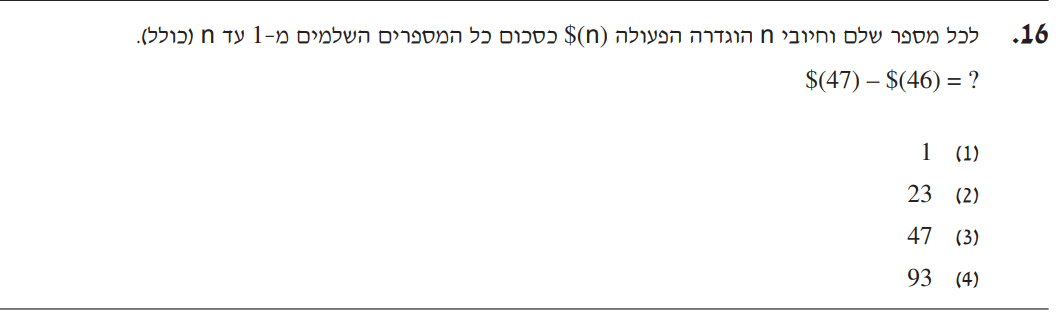 16. לכל מספר שלם וחיובי n הוגדרה הפעולה $(n) כסכום כל המספרים השלמים מ-1 עד n (כולל).
$(47) – $(46) = ?
(1) 1
(2) 23
(3) 47
(4) 93